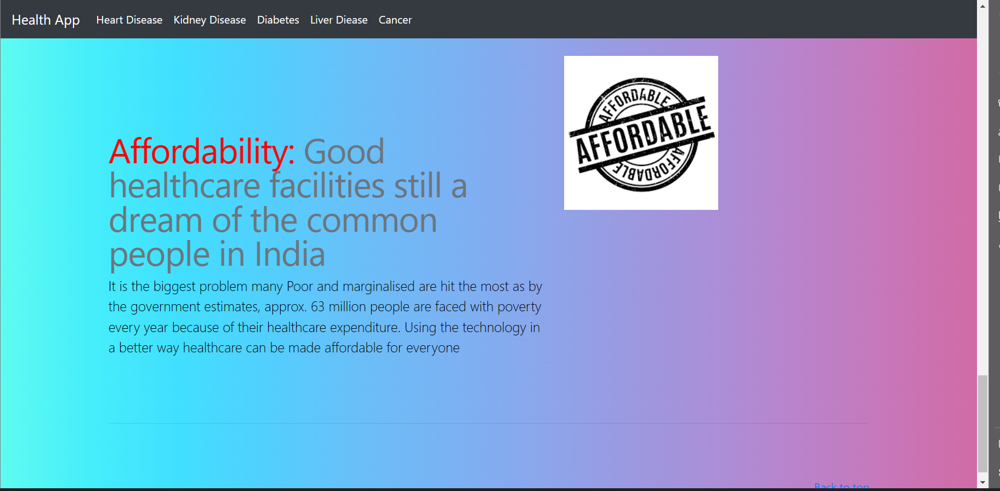 Health App Heart Disease Kidney Disease Diabetes Liver Diease Cancer
AFFORDABLE
AFFORDABLE
AFFORDABLE
Affordability: Good
healthcare facilities still a
dream of the common
people in India
It is the biggest problem many Poor and marginalised are hit the most as by
the government estimates, approx. 63 million people are faced with poverty
every year because of their healthcare expenditure. Using the technology in
a better way healthcare can be made affordable for everyone
Back to top